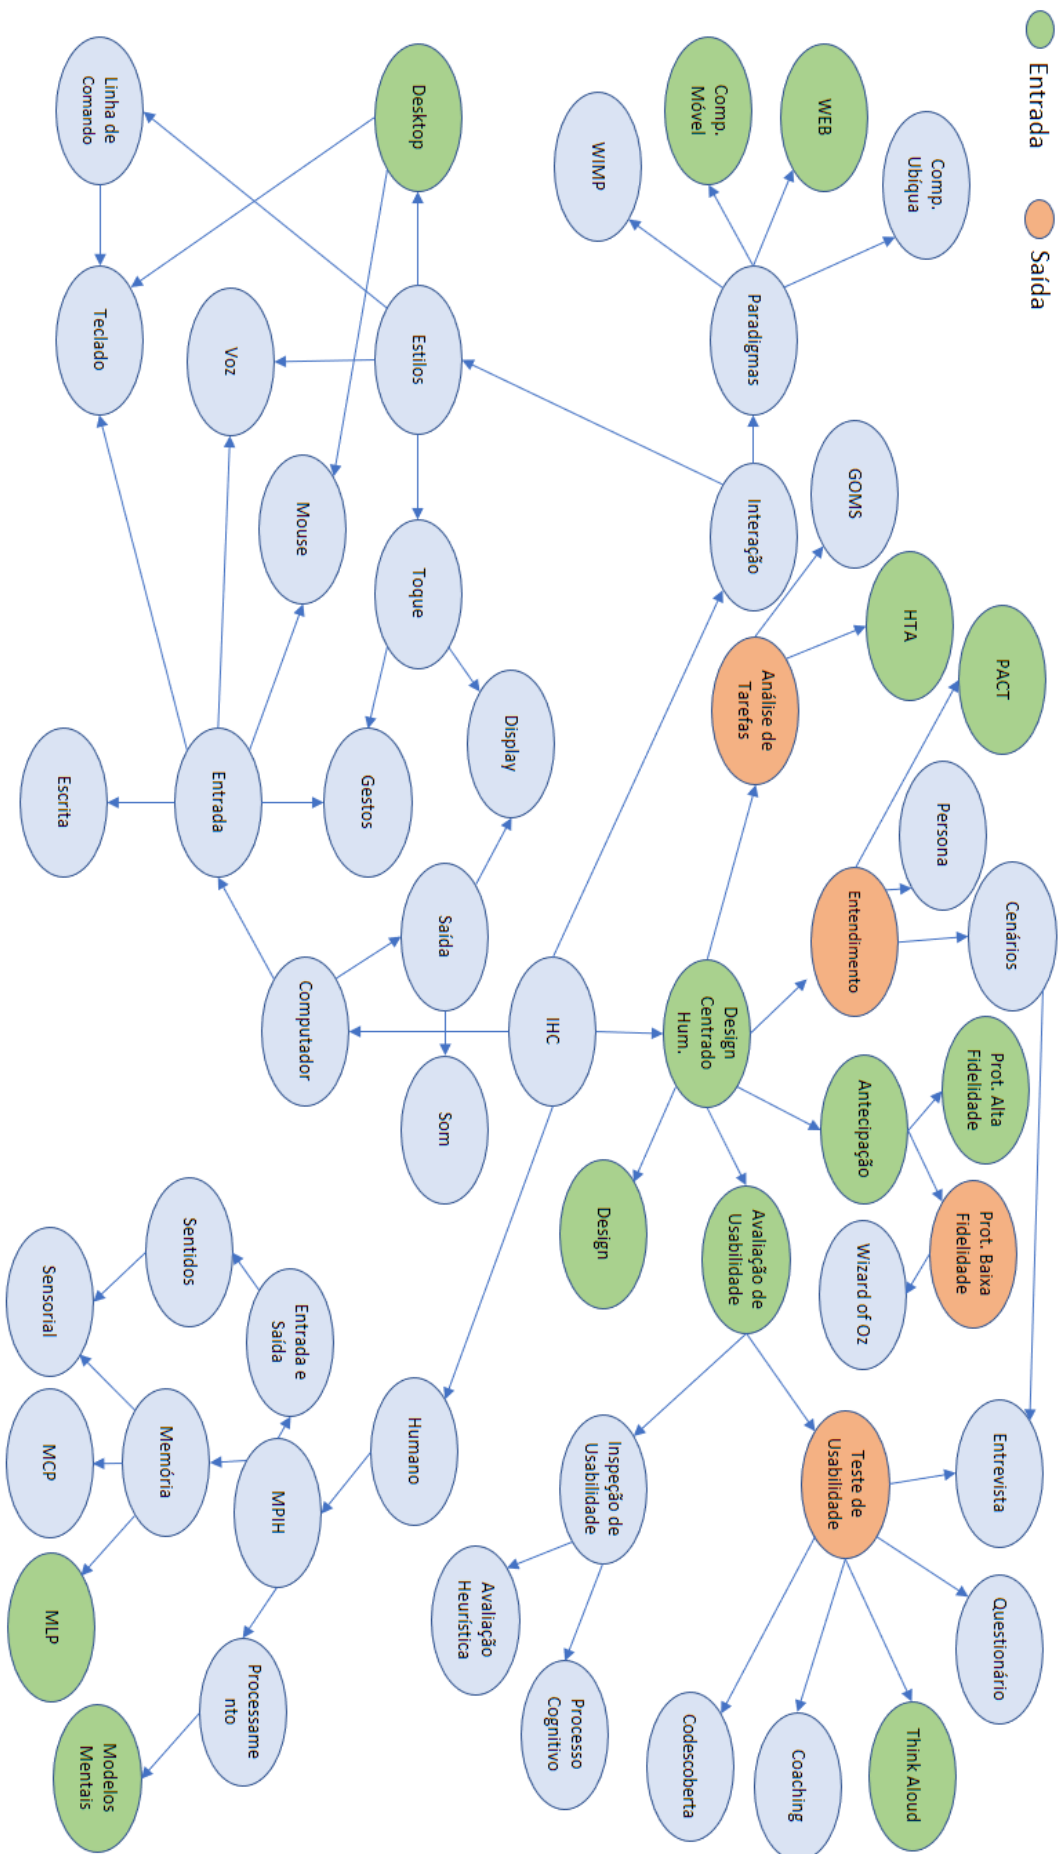 Entrada
Saída
Linha de
Comando
Desktop
WIMP
Comp.
Móvel
WEB
Comp.
Ubíqua
Teclado
Voz
Estilos
Paradigmas
Mouse
Toque
Interação
GOMS
HTA
PACT
Análise de
Tarefas
Display
Escrita
Entrada
Gestos
Saída
Persona
Cenários
Entendimento
Computador
IHC
Design
Centrado
Hum.
Som
Antecipação
Prot. Alta
Fidelidade
Prot. Baixa
Fidelidade
Wizard of Oz
Design
Avaliação de
Usabilidade
Sentidos
Sensorial
Entrada e
Saída
Humano
MCP
Memória
MPIH
Inspeção de
Usabilidade
Teste de
Usabilidade
Entrevista
Questionário
MLP
Avaliação
Heurística
Processame
nto
Processo
Cognitivo
Modelos
Mentais
Codescoberta
Coaching
Think Aloud